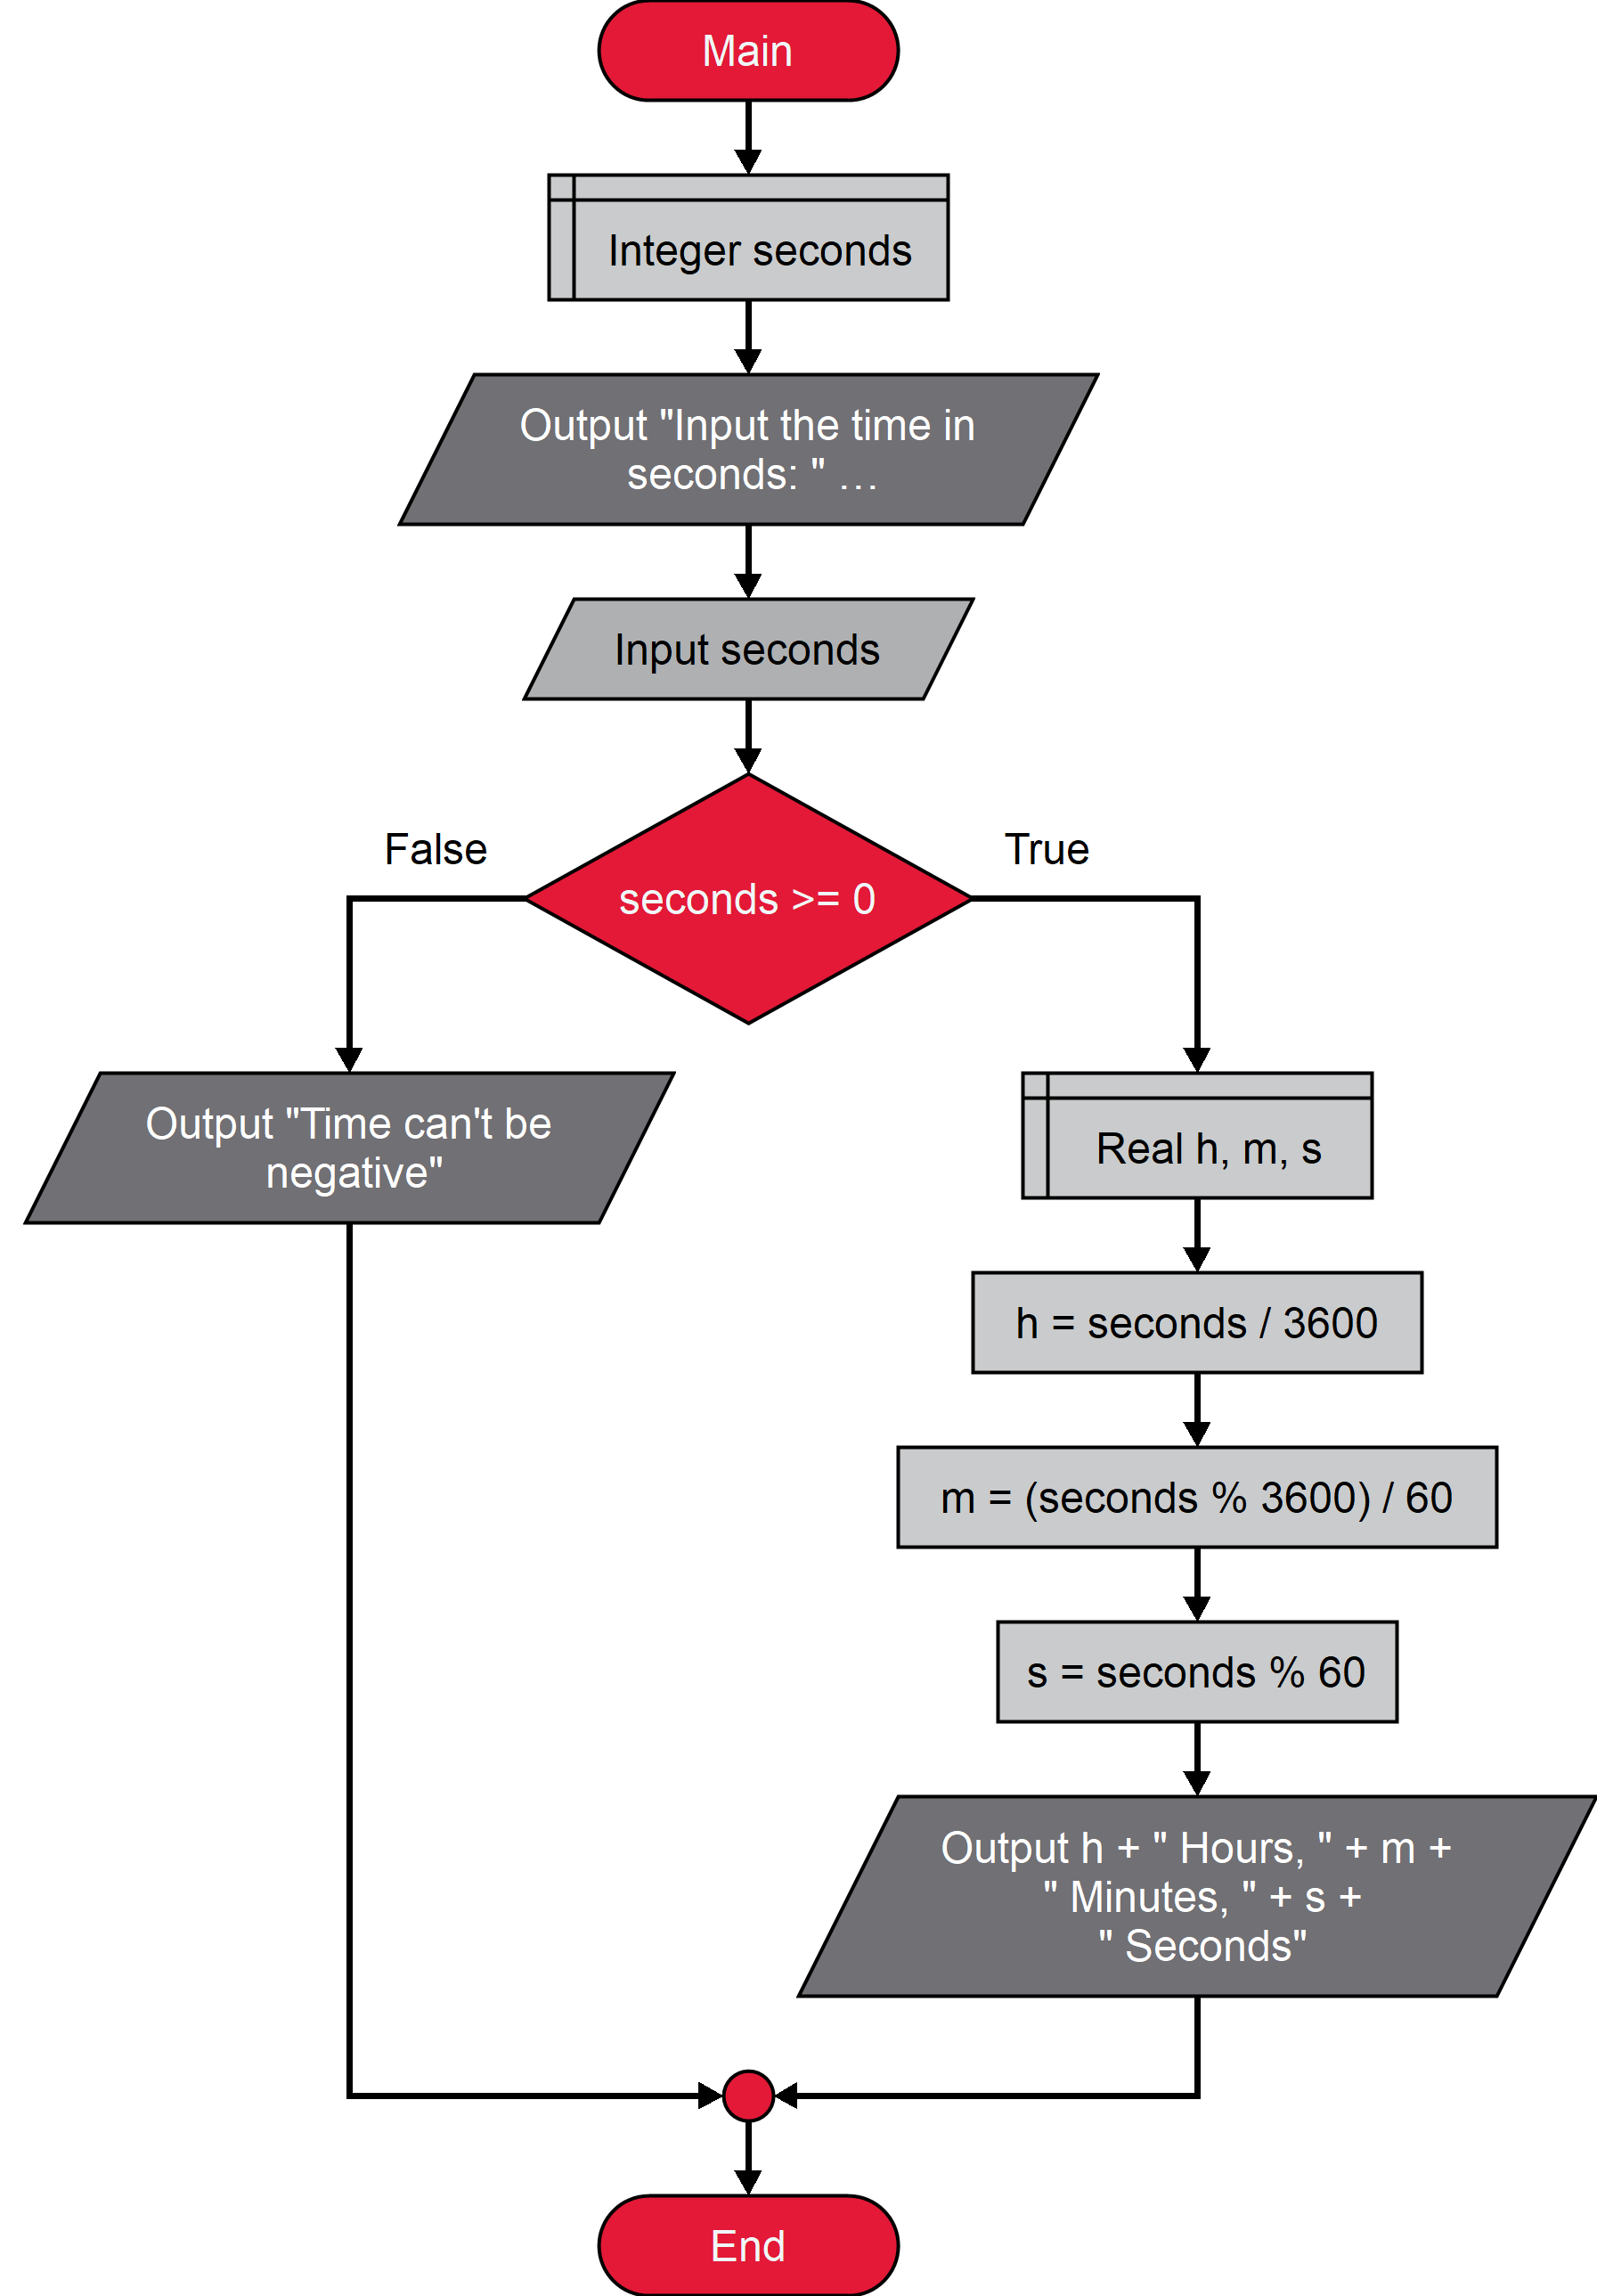 Main
Integer seconds
Output "Input the time in
seconds: " …
Input seconds
False
True
seconds >= 0
Output "Time can't be
negative"
Real h, m, s
h = seconds / 3600
m = (seconds % 3600) / 60
s = seconds % 60
Output h + " Hours, " + m +
" Minutes, " + s +
" Seconds"
End